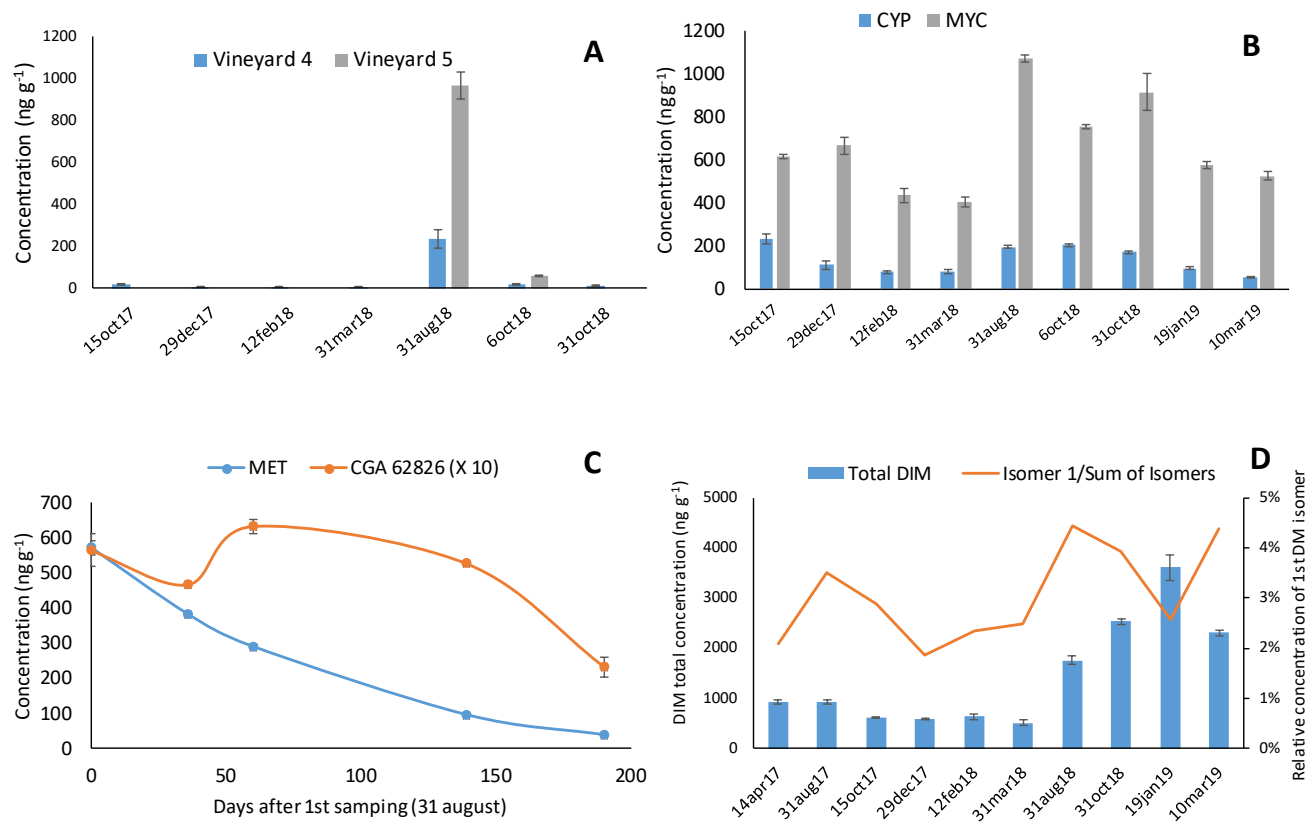 A
Vineyard 4 Vineyard 5
Concentration (ng g-1)
1200
1000
800
600
400
200
0
15oct17 29dec17 12feb18 31mar18 31aug18 6oct18 31oct18
CYP MYC
B
Concentration (ngg-1)
1200
1000
800
600
400
200
0
15oct17 29dec17 12feb18 31mar18 31aug18 6oct18 31oct18 19jan19 10mar19
MET CGA 62826 (X 10)
C
Concentration (ng g-1)
700
600
500
400
300
200
100
0
0 50 100 150 200
Days after 1st samping (31 august)
Total DIM Isomer 1/Sum of Isomers
D
DIM total concentration (ng g-1)
5000
4000
3000
2000
1000
0
5%
4%
3%
2%
1%
0%
Relative concentration of 1st DM isomer
14apr17 31aug17 15oct17 29dec17 12feb18 31mar18 31aug18 31oct18 19jan19 10mar19